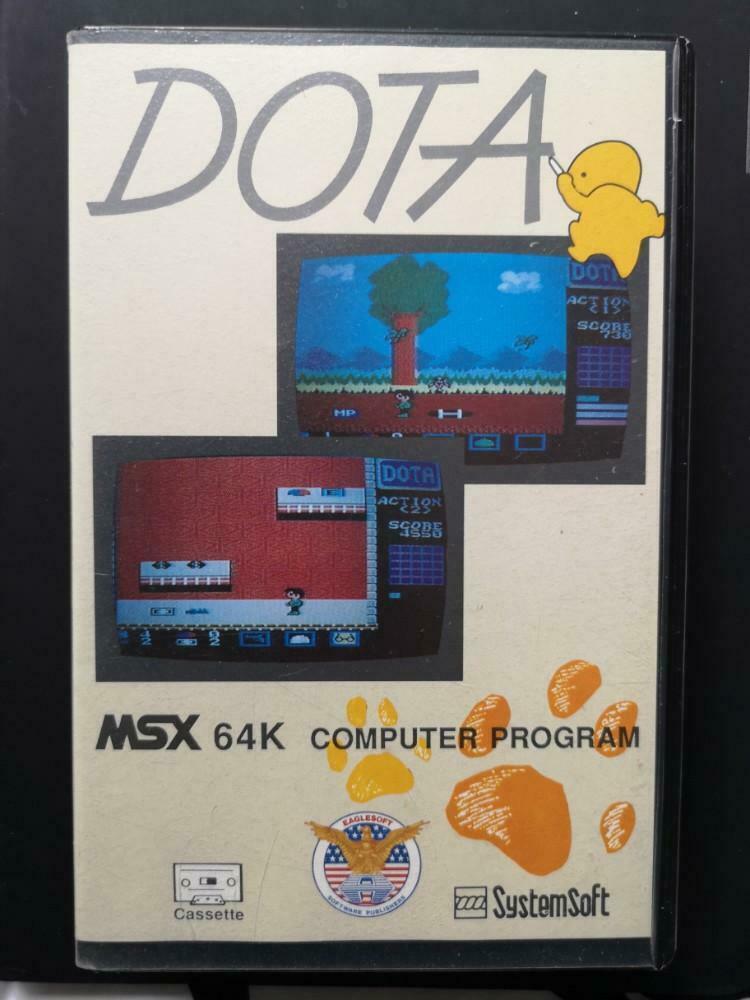 DOTA
DOTA
ACTION
<1>
SCORE
730
MP
DOTA
ACTION
<2>
SCORE
4550
MSX 64K COMPUTER PROGRAM
Cassette
EAGLESOFT
SOFTWARE PUBLISHERS
SystemSoft